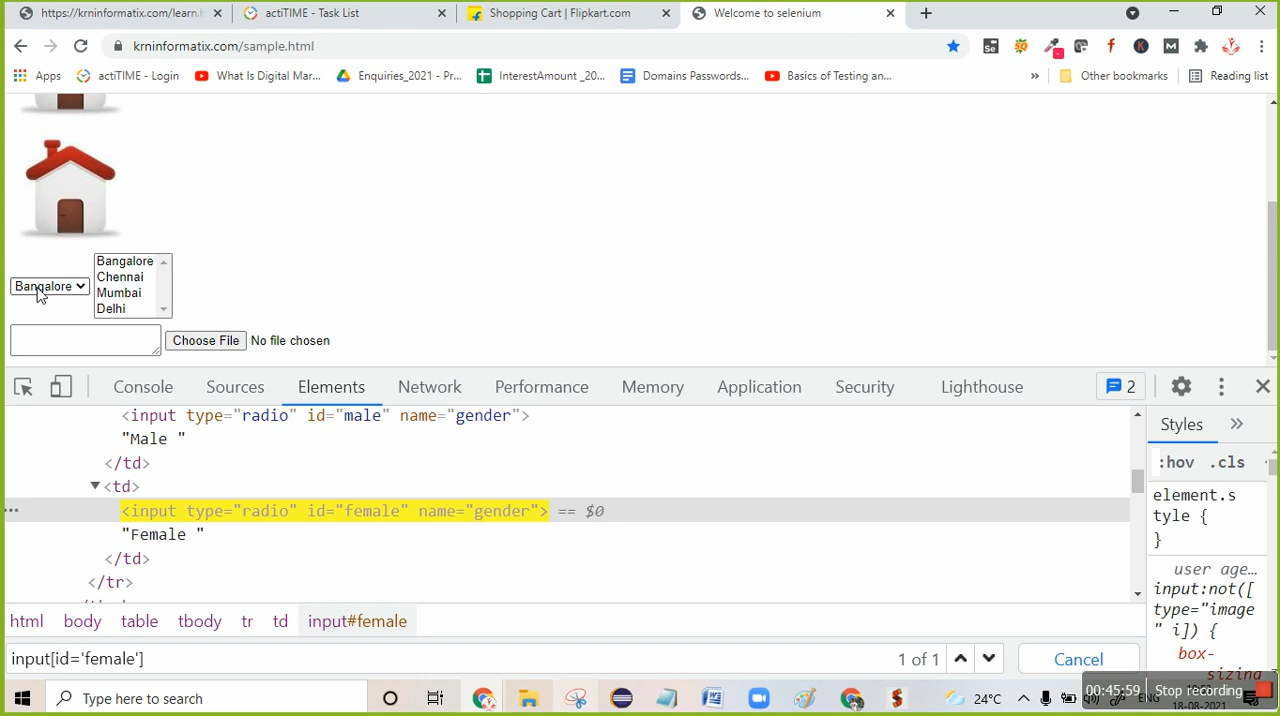 https://krninformatix.com/learn.h
actiTIME - Task List
Shopping Cart | Flipkart.com
Welcome to selenium
krninformatix.com/sample.html
Apps
actiTIME - Login
What Is Digital Mar...
Enquiries_2021 - Pr...
InterestAmount _20...
Domains Passwords...
Basics of Testing an...
»
Other bookmarks
Reading list
Bangalore
Bangalore
Chennai
Mumbai
Delhi
Choose File No file chosen
Console Sources Elements Network Performance Memory Application Security Lighthouse 2
<input type="radio" id="male" name="gender">
"Male "
</td>
<td>
<input type="radio" id="female" name="gender"> == $0
"Female "
</td>
</tr>
html body table tbody tr td input#female
input[id='female'] 1 of 1 Cancel
Styles »
:hov .cls
element.s
tyle {
}
user age...
input:not([
type="image
" i]) {
box-
sizing
Type here to search
24°C
ENG
18-08-2021
00:45:59 Stop recording